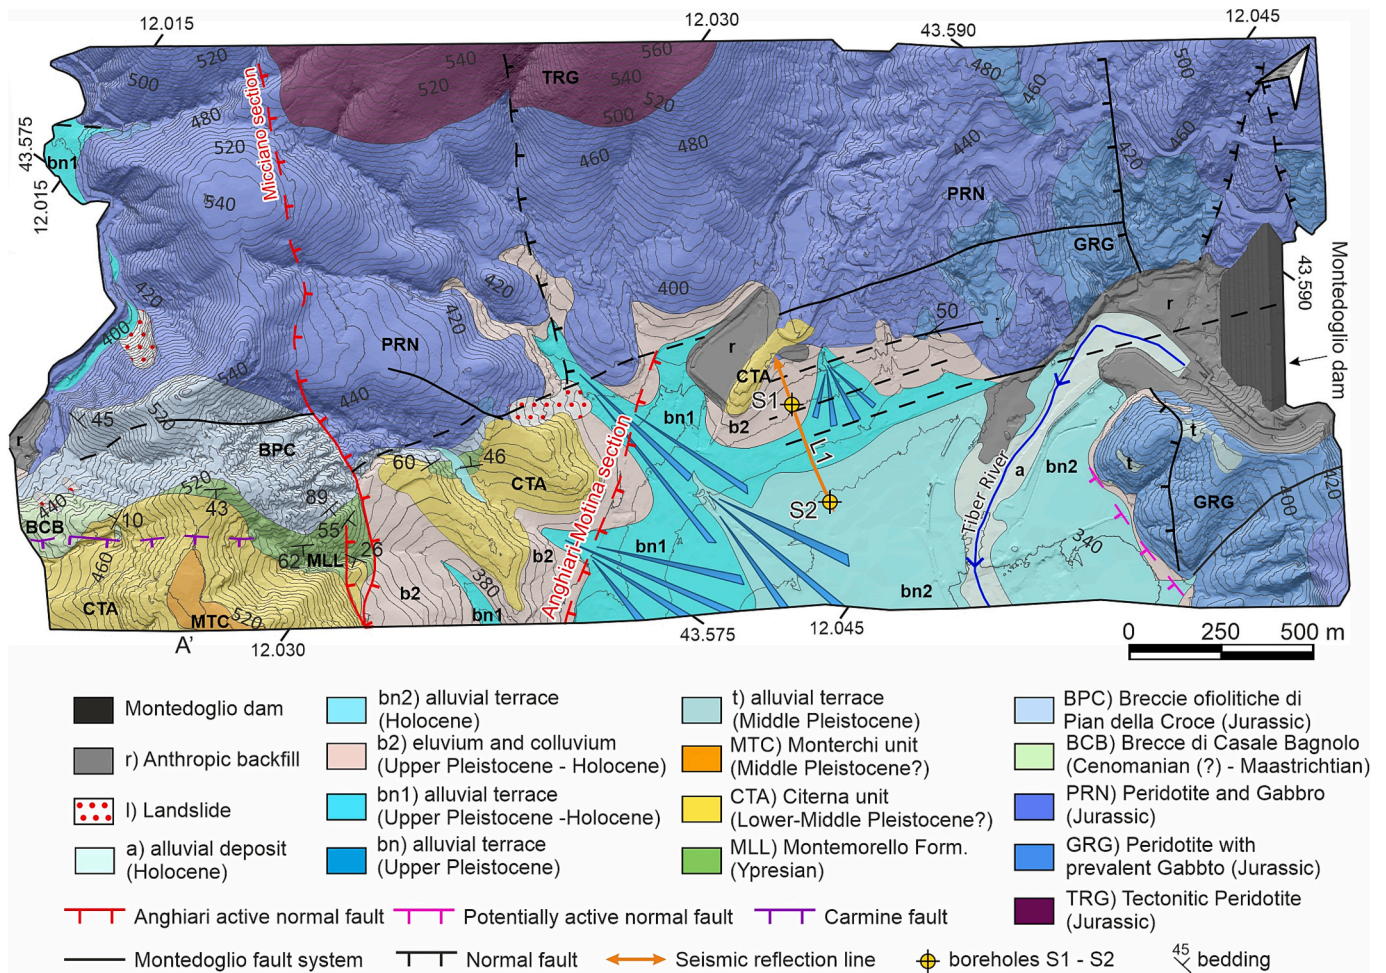 12.015
12.030
43.590
12.045
520
500
480
520
540
540
520
TRG
560
540
520
500
480
460
480
460
440
420
460
500
43.575
bn1
12.015
Micciano section
PRN
GRG
540
420
400
420
400
50
r
Montedoglio dam
43.590
420
400
PRN
540
440
r
CTA
S1
b2
bn1
L1
S2
45
520
BPC
60
46
CTA
r
t
t
GRG
400
420
a
bn2
Tiber River
520
440
BCB
10
43
89
55
62
MLL
26
b2
b2
380
bn1
bn1
Anghiari-Motina section
340
bn2
460
CTA
MTC
520
A'
12.030
43.575
12.045
0 250 500 m
Montedoglio dam
r) Anthropic backfill
l) Landslide
a) alluvial deposit
(Holocene)
bn2) alluvial terrace
(Holocene)
b2) eluvium and colluvium
(Upper Pleistocene - Holocene)
bn1) alluvial terrace
(Upper Pleistocene -Holocene)
bn) alluvial terrace
(Upper Pleistocene)
t) alluvial terrace
(Middle Pleistocene)
MTC) Monterchi unit
(Middle Pleistocene?)
CTA) Citerna unit
(Lower-Middle Pleistocene?)
MLL) Montemorello Form.
(Ypresian)
BPC) Breccie ofiolitiche di
Pian della Croce (Jurassic)
BCB) Brecce di Casale Bagnolo
(Cenomanian (?) - Maastrichtian)
PRN) Peridotite and Gabbro
(Jurassic)
GRG) Peridotite with
prevalent Gabbto (Jurassic)
TRG) Tectonitic Peridotite
(Jurassic)
Anghiari active normal fault
Potentially active normal fault
Carmine fault
Montedoglio fault system
Normal fault
Seismic reflection line
boreholes S1 - S2
45 bedding